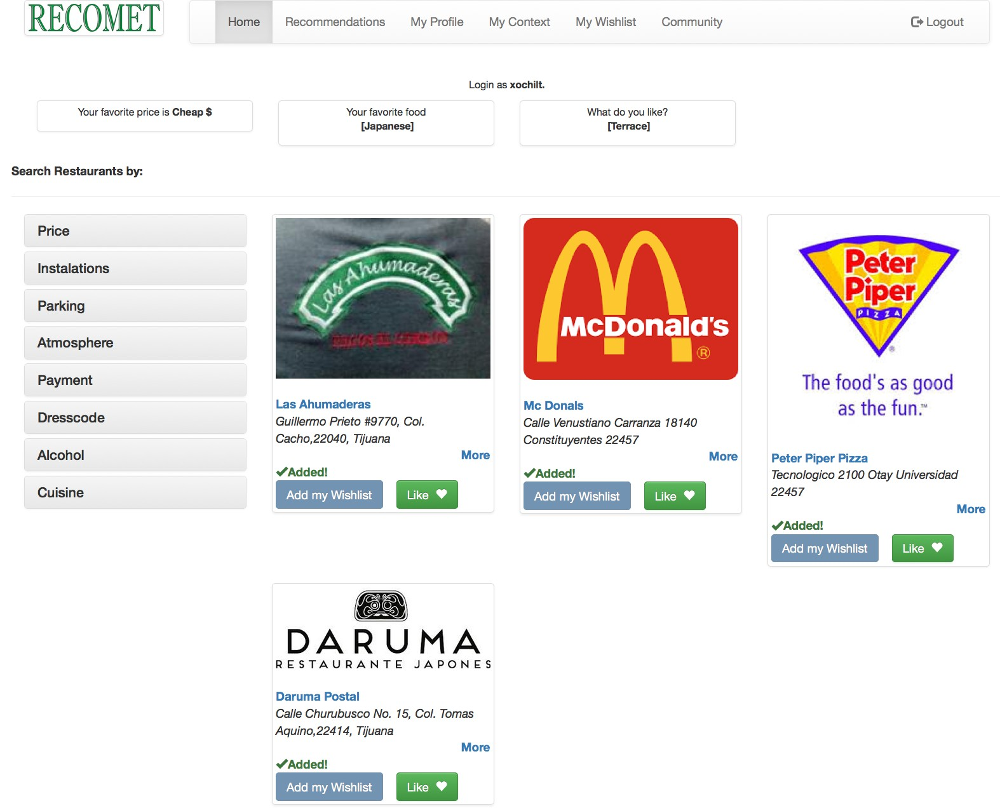 RECOMET
Home
Recommendations
My Profile
My Context
My Wishlist
Community
Logout
Login as xochilt.
Your favorite price is Cheap $
Your favorite food
[Japanese]
What do you like?
[Terrace]
Search Restaurants by:
Price
Instalations
Parking
Atmosphere
Payment
Dresscode
Alcohol
Cuisine
Las Ahumaderas
Las Ahumaderas
Guillermo Prieto #9770, Col.
Cacho,22040, Tijuana
More
Added!
Add my Wishlist
Like
McDonald's
®
Mc Donals
Calle Venustiano Carranza 18140
Constituyentes 22457
More
Added!
Add my Wishlist
Like
Peter
Piper
PIZZA
®
The food's as good
as the fun.™
Peter Piper Pizza
Tecnologico 2100 Otay Universidad
22457
More
Added!
Add my Wishlist
Like
DARUMA
RESTAURANTE JAPONES
Daruma Postal
Calle Churubusco No. 15, Col. Tomas
Aquino,22414, Tijuana
More
Added!
Add my Wishlist
Like